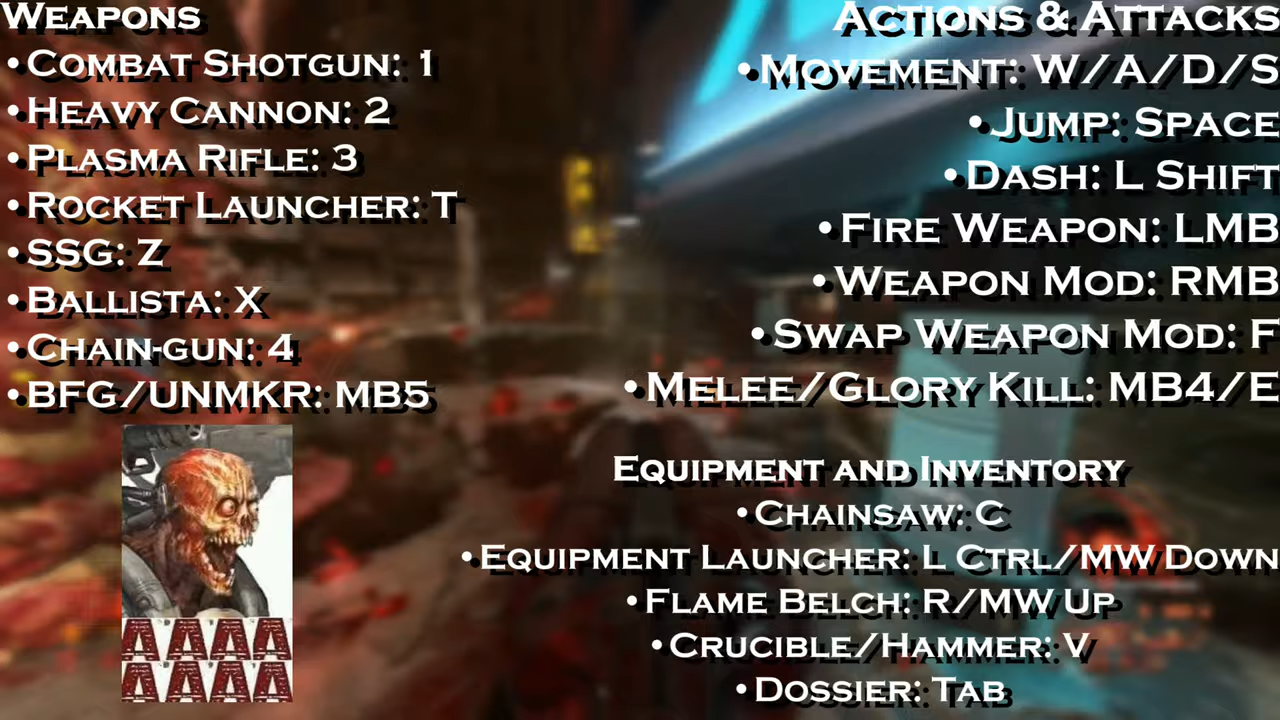 Weapons
•Combat Shotgun: 1
•Heavy Cannon: 2
•Plasma Rifle: 3
•Rocket Launcher: T
•SSG: Z
•Ballista: X
•Chain-gun: 4
•BFG/UNMKR: MB5
AAAA
AAAA
Actions & Attacks
•Movement: W/A/D/S
•Jump: Space
•Dash: L Shift
•Fire Weapon: LMB
•Weapon Mod: RMB
•Swap Weapon Mod: F
•Melee/Glory Kill: MB4/E
Equipment and Inventory
•Chainsaw: C
•Equipment Launcher: L Ctrl/MW Down
•Flame Belch: R/MW Up
•Crucible/Hammer: V
•Dossier: Tab